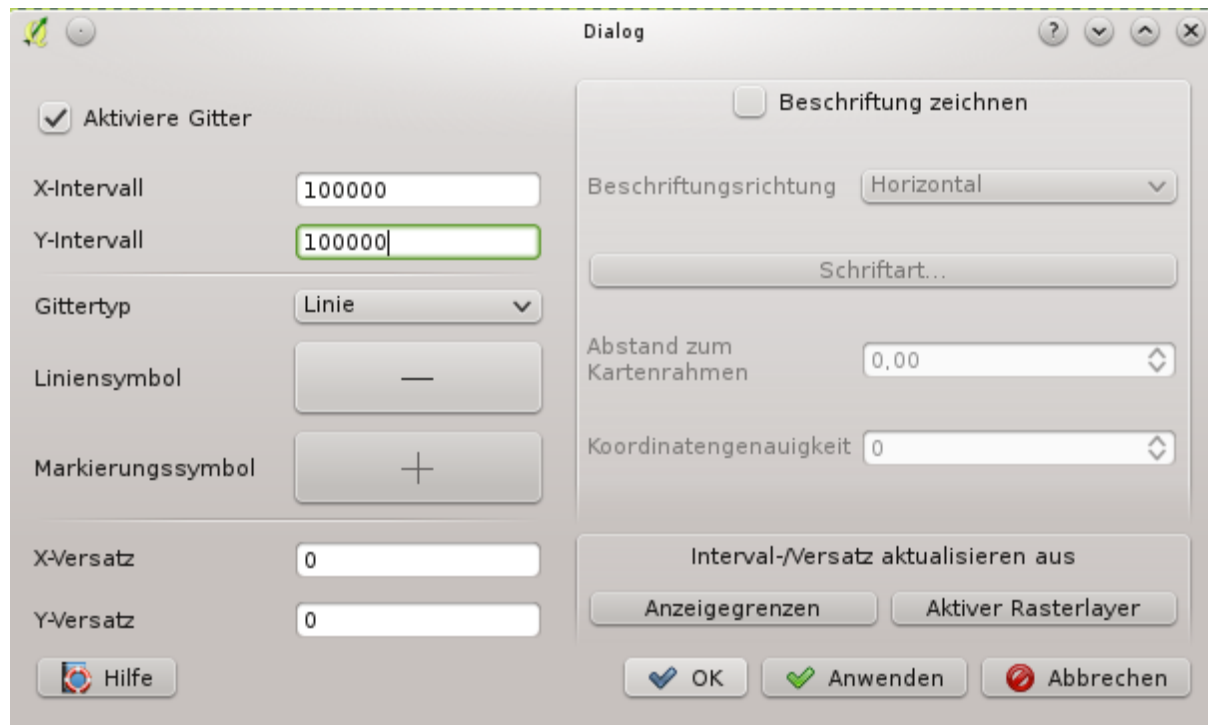 Dialog
Aktiviere Gitter
X-Intervall 100000
Y-Intervall 100000
Gittertyp Linie
Liniensymbol
Markierungssymbol
X-Versatz 0
Y-Versatz 0
Beschriftung zeichnen
Beschriftungsrichtung Horizontal
Schriftart...
Abstand zum
Kartenrahmen 0,00
Koordinatengenauigkeit 0
Interval-/Versatz aktualisieren aus
Anzeigegrenzen Aktiver Rasterlayer
Hilfe OK Anwenden Abbrechen